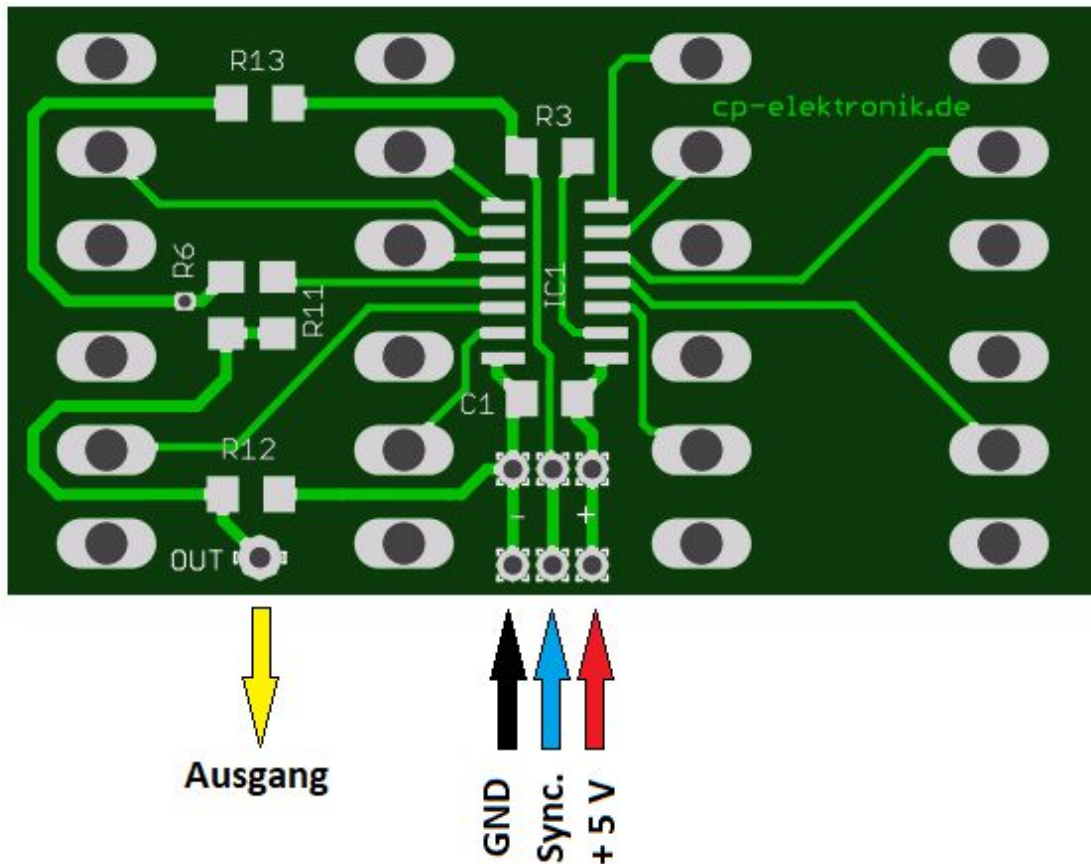 R13
cp-elektronik.de
R3
R6
IC1
R11
C1
R12
- +
OUT
Ausgang
GND
Sync.
+ 5 V